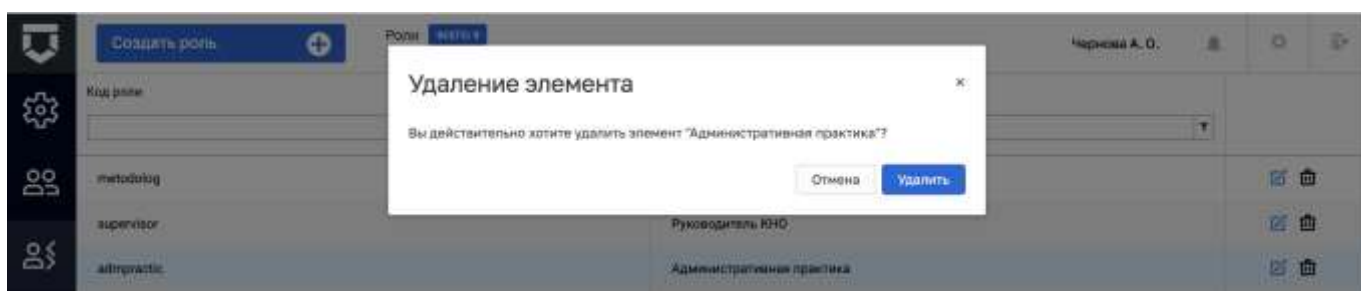 Создать роль
Роли
Чернова А. О.
Код роли
Удаление элемента
×
Вы действительно хотите удалить элемент "Административная практика"?
Отмена
Удалить
metodolog
supervisor
Руководитель КНО
admpractic
Административная практика